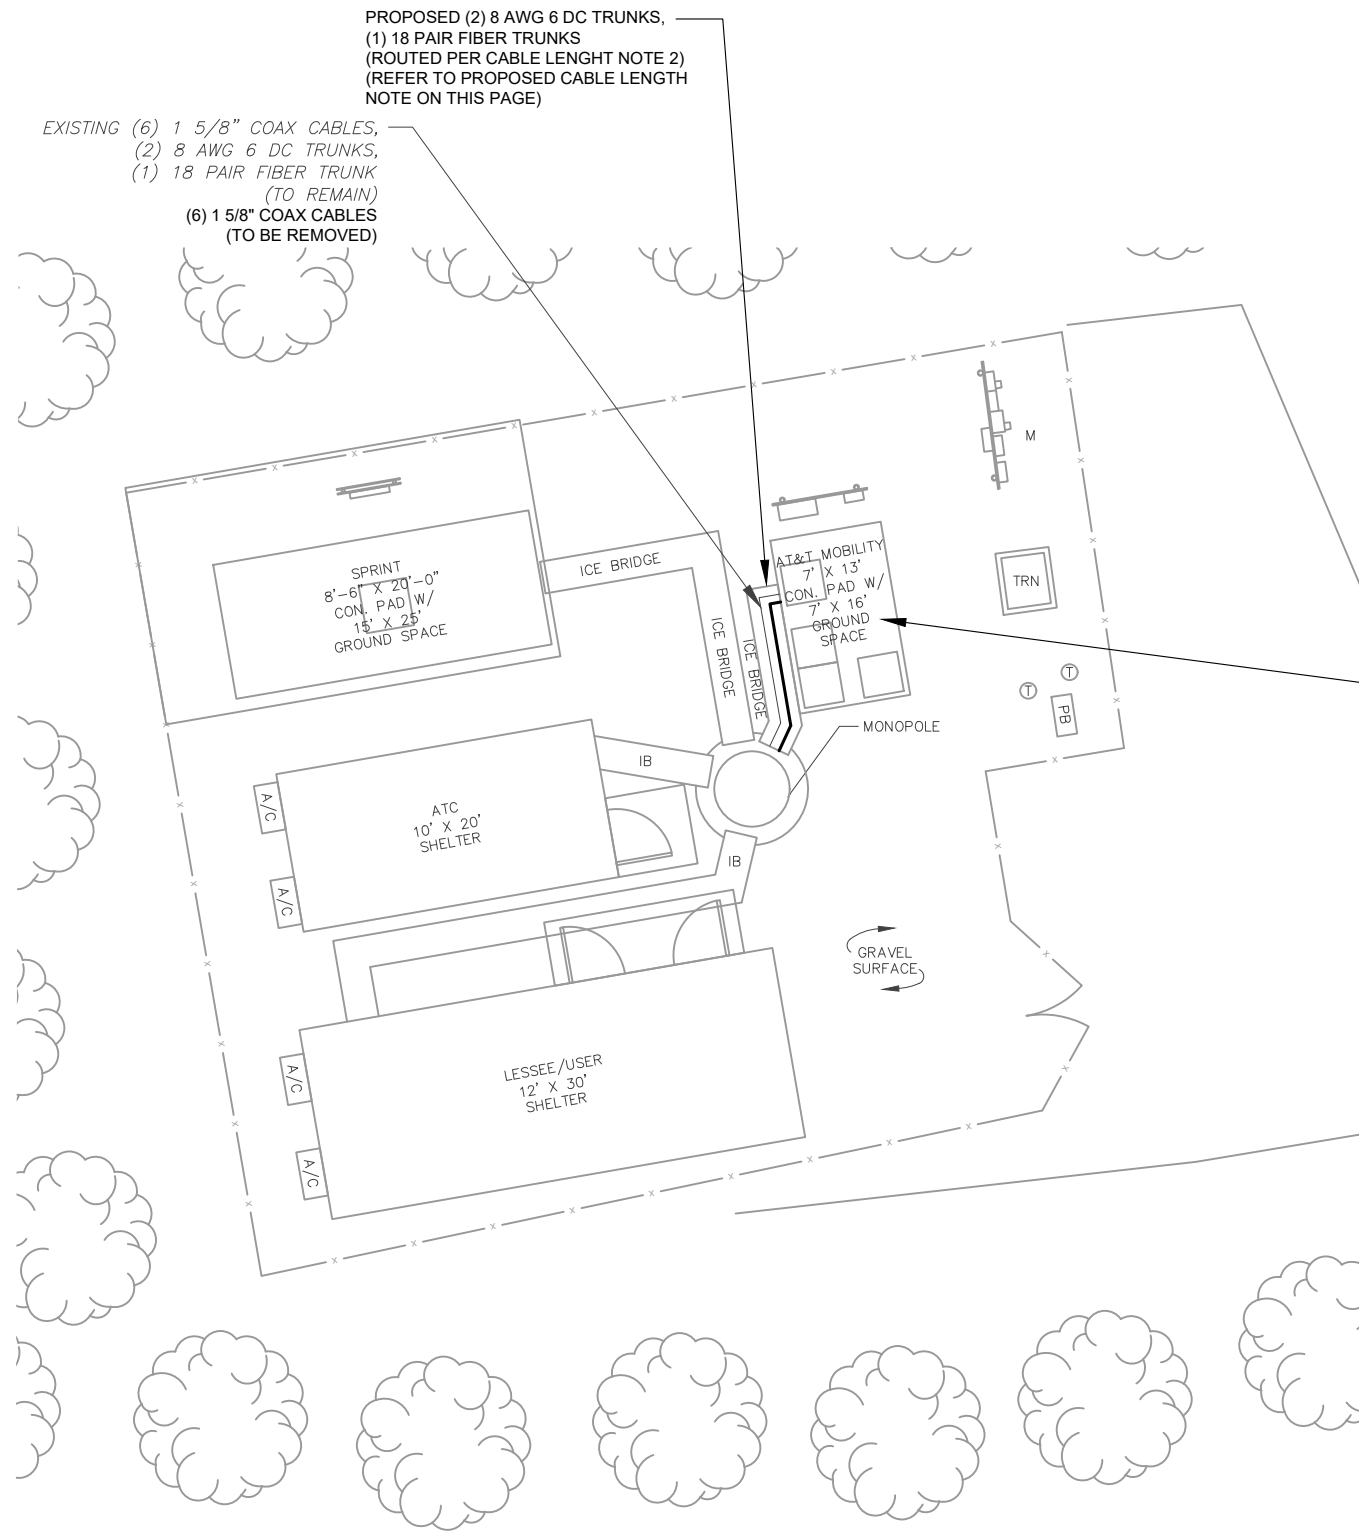 PROPOSED (2) 8 AWG 6 DC TRUNKS,
(1) 18 PAIR FIBER TRUNKS
(ROUTED PER CABLE LENGHT NOTE 2)
(REFER TO PROPOSED CABLE LENGTH
NOTE ON THIS PAGE)
EXISTING (6) 1 5/8" COAX CABLES,
(2) 8 AWG 6 DC TRUNKS,
(1) 18 PAIR FIBER TRUNK
(TO REMAIN)
(6) 1 5/8" COAX CABLES
(TO BE REMOVED)
M
SPRINT
8'-6" X 20'-0"
CON. PAD W/
15' X 25'
GROUND SPACE
ICE BRIDGE
ICE BRIDGE
ICE BRIDGE
AT&T MOBILITY
7' X 13'
CON. PAD W/
7' X 16'
GROUND
SPACE
TRN
T
T
PB
MONOPOLE
IB
A/C
A/C
ATC
10' X 20'
SHELTER
IB
GRAVEL
SURFACE
A/C
A/C
LESSEE/USER
12' X 30'
SHELTER